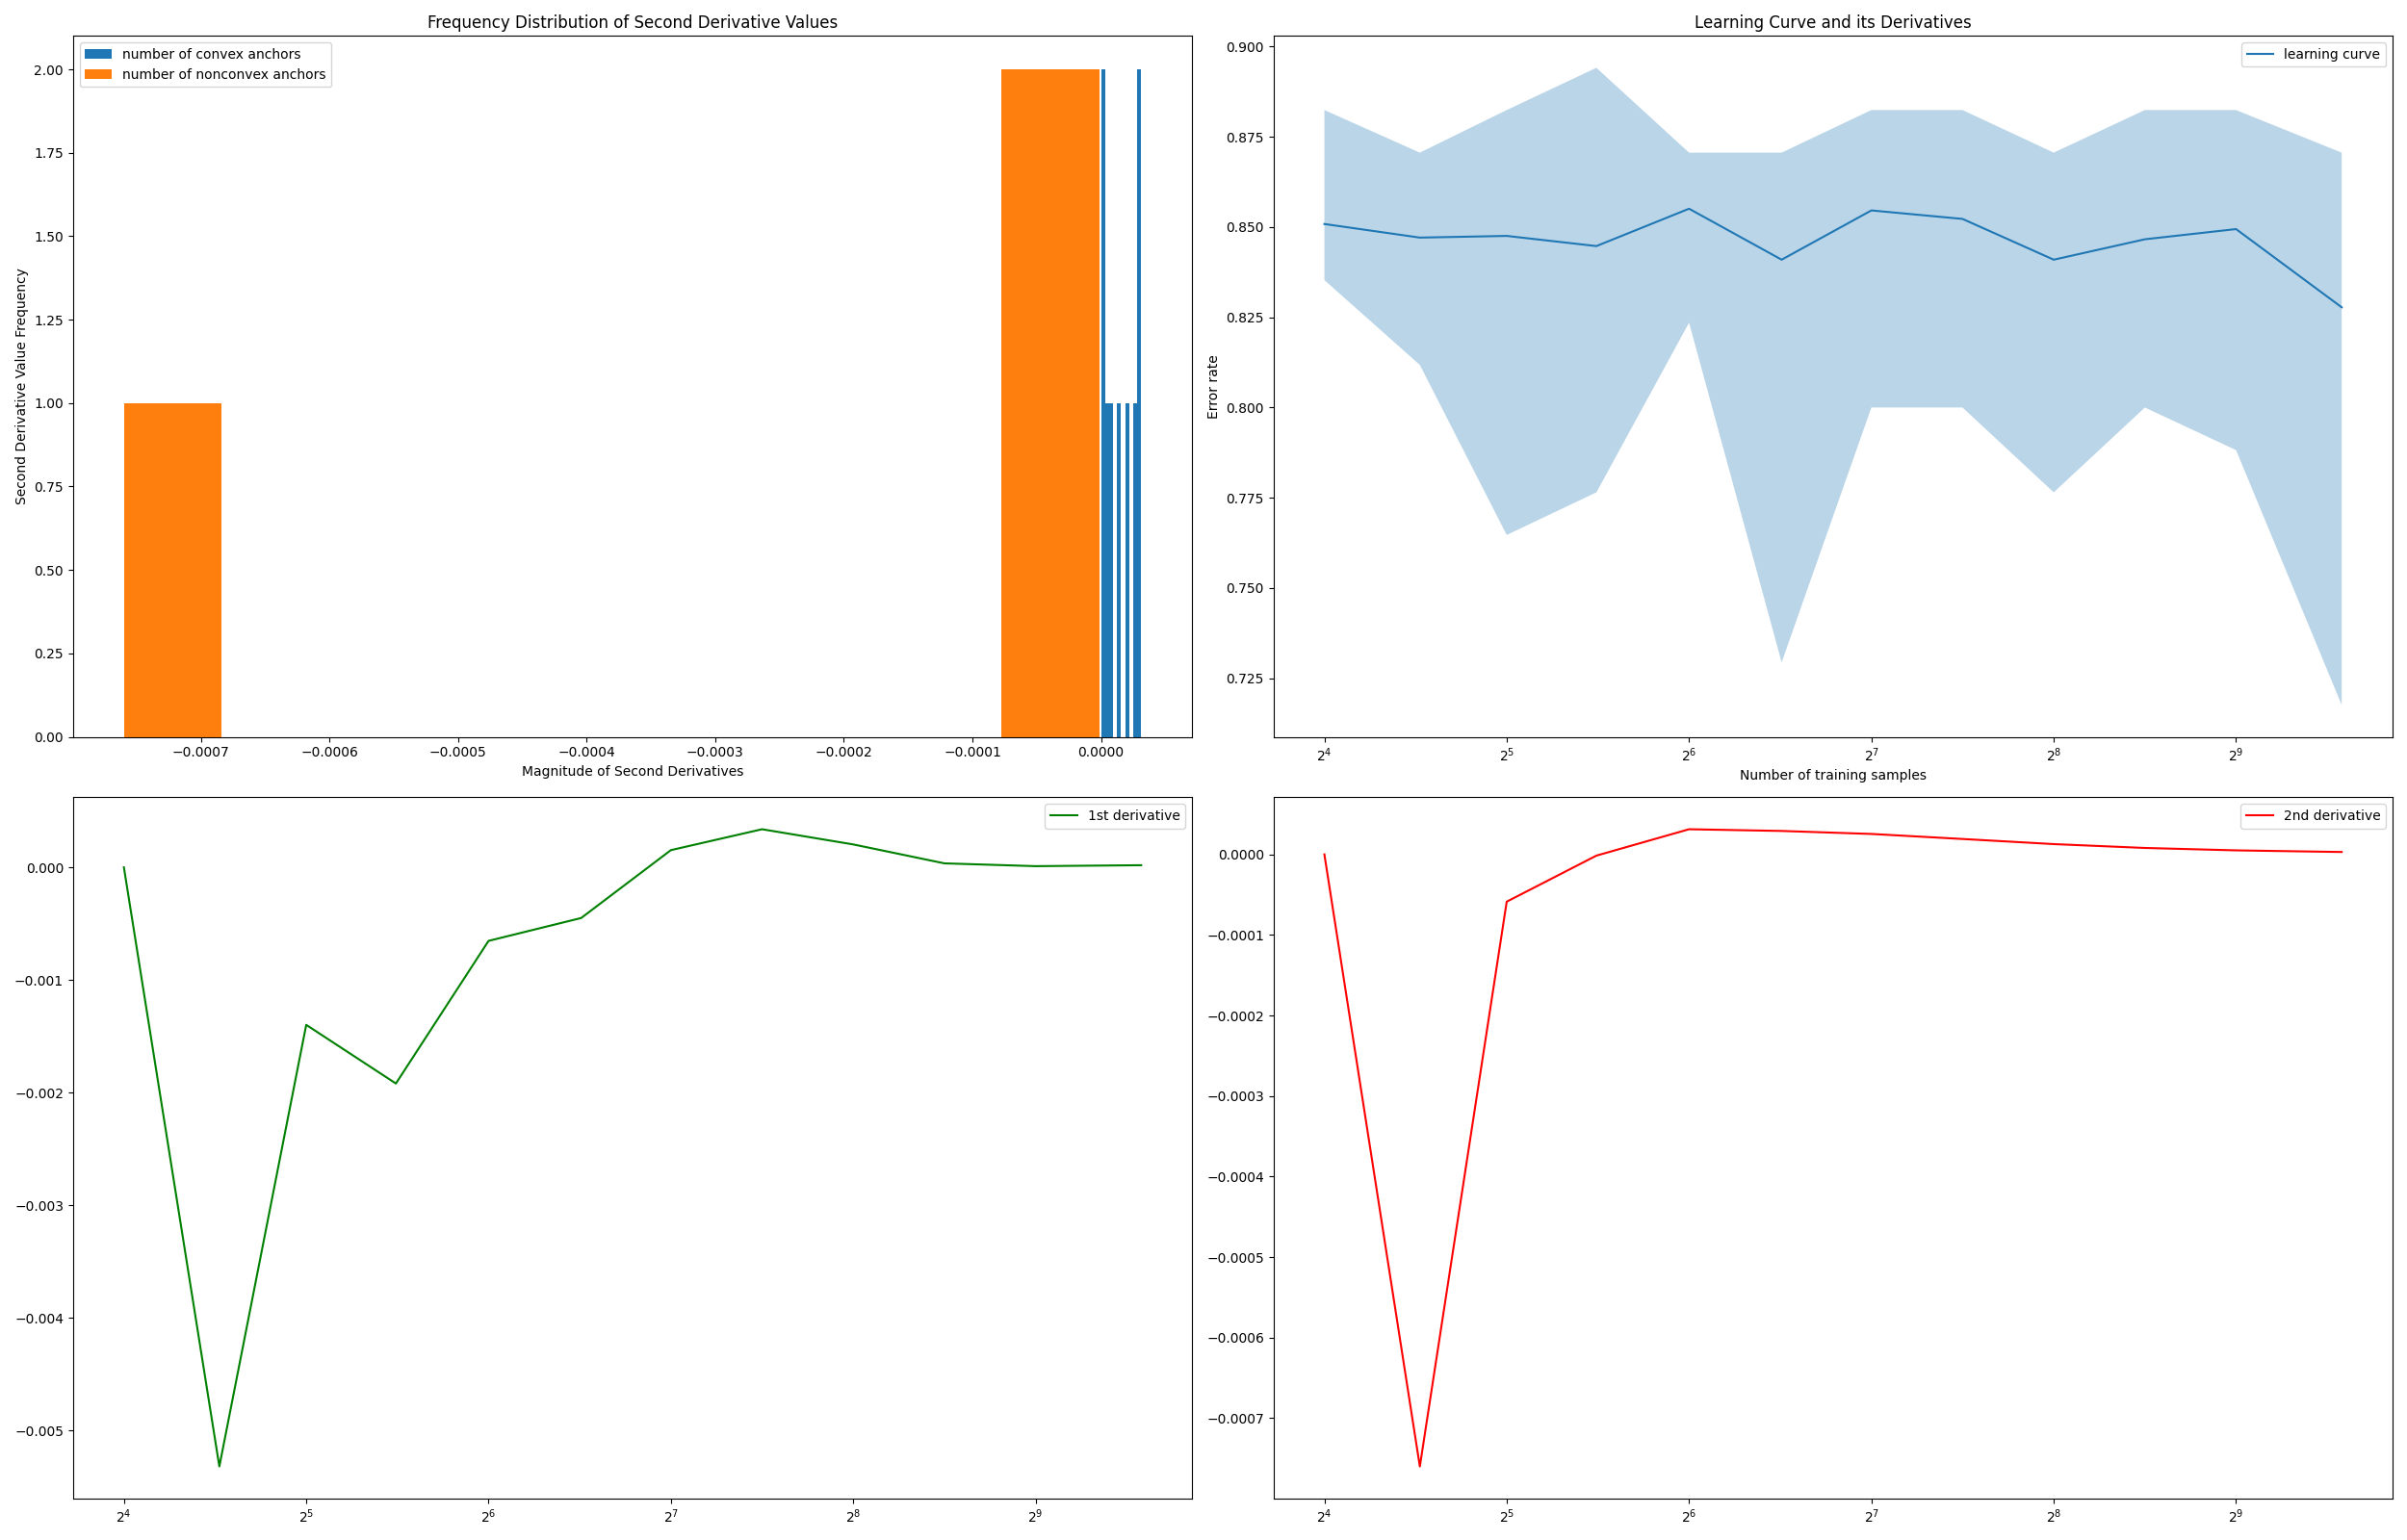 Frequency Distribution of Second Derivative Values
number of convex anchors
number of nonconvex anchors
2.00
1.75
1.50
1.25
1.00
0.75
0.50
0.25
0.00
Second Derivative Value Frequency
−0.0007 −0.0006 −0.0005 −0.0004 −0.0003 −0.0002 −0.0001 0.0000
Magnitude of Second Derivatives
Learning Curve and its Derivatives
learning curve
0.900
0.875
0.850
0.825
0.800
0.775
0.750
0.725
Error rate
2⁴ 2⁵ 2⁶ 2⁷ 2⁸ 2⁹
Number of training samples
1st derivative
0.000
−0.001
−0.002
−0.003
−0.004
−0.005
2⁴ 2⁵ 2⁶ 2⁷ 2⁸ 2⁹
2nd derivative
0.0000
−0.0001
−0.0002
−0.0003
−0.0004
−0.0005
−0.0006
−0.0007
2⁴ 2⁵ 2⁶ 2⁷ 2⁸ 2⁹